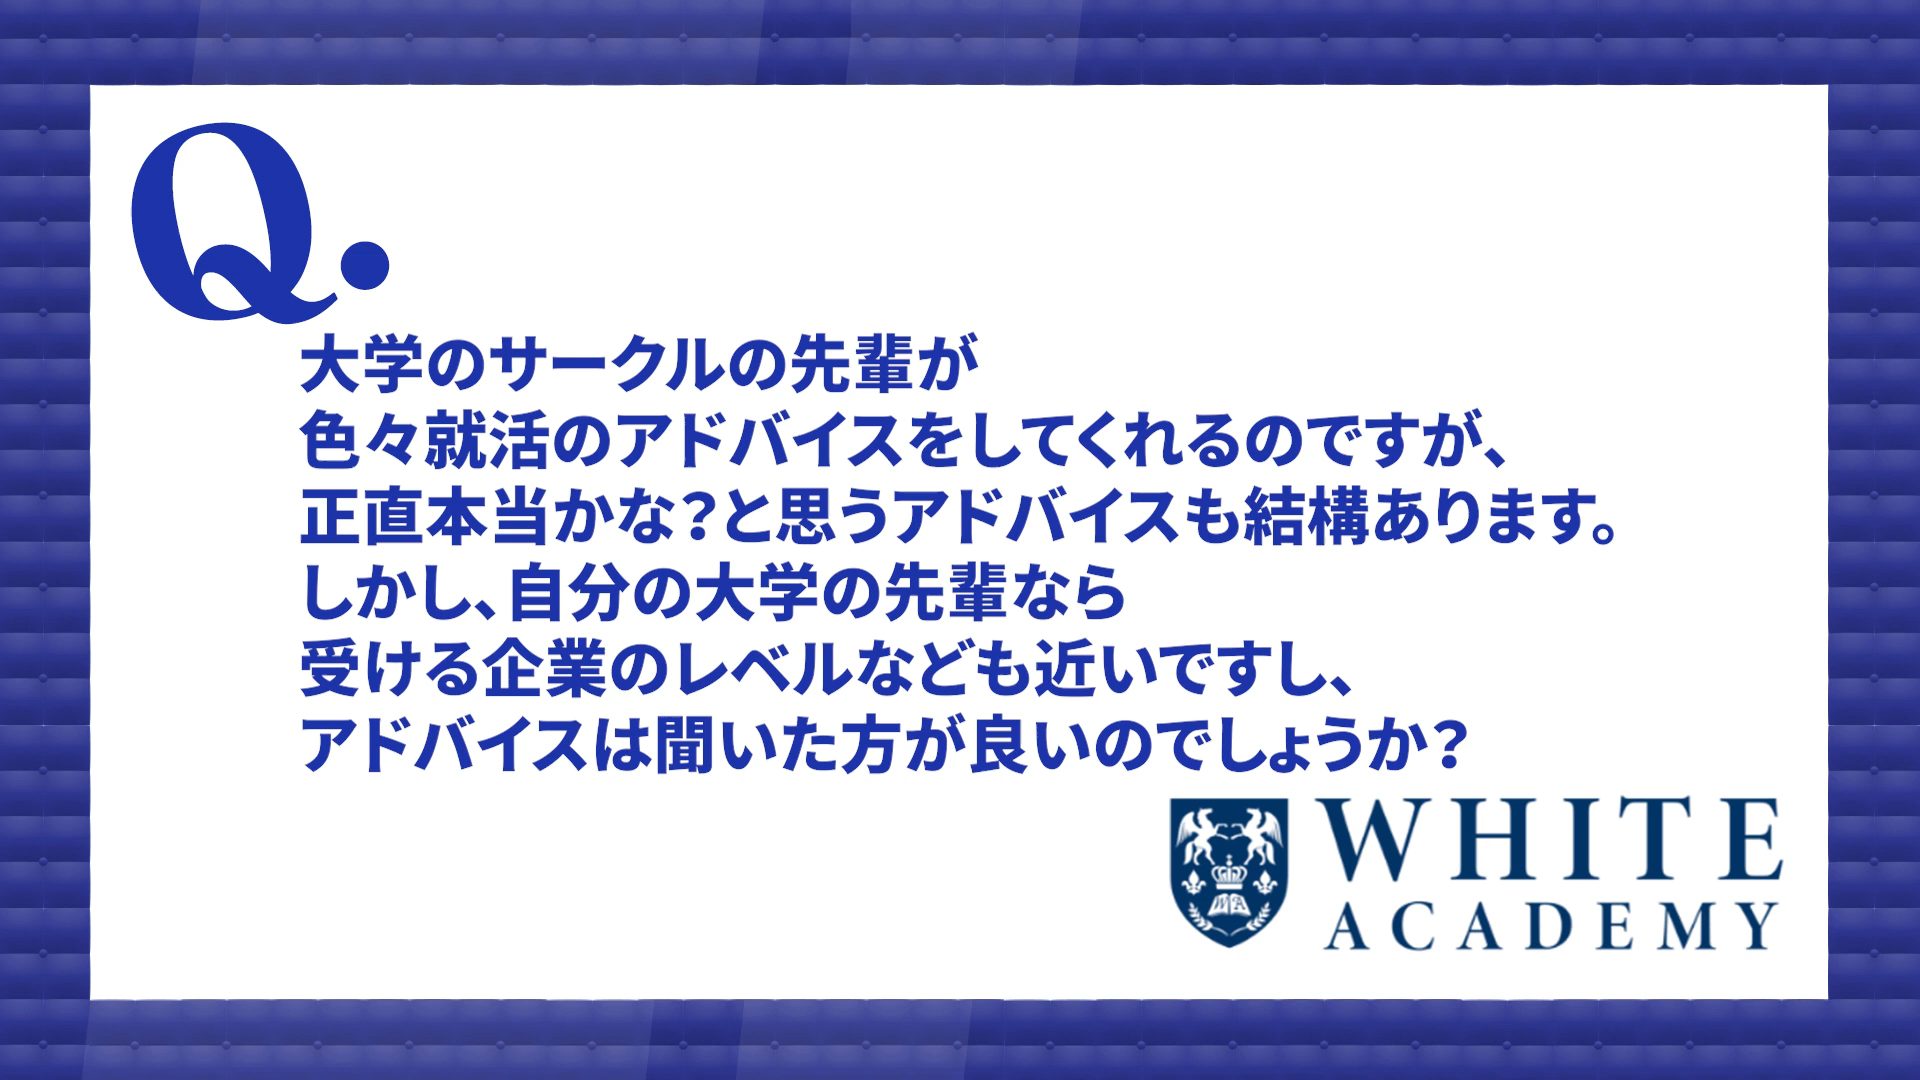 Q.
大学のサークルの先輩が
色々就活のアドバイスをしてくれるのですが、
正直本当かな？と思うアドバイスも結構あります。
しかし、自分の大学の先輩なら
受ける企業のレベルなども近いですし、
アドバイスは聞いた方が良いのでしょうか？
WHITE
ACADEMY